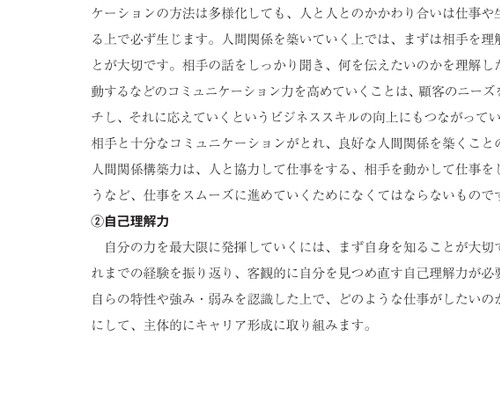 ケーションの方法は多様化しても、人と人とのかかわり合いは仕事や
る上で必ず生じます。人間関係を築いていく上では、まずは相手を理
とが大切です。相手の話をしっかり聞き、何を伝えたいのかを理解し
動するなどのコミュニケーション力を高めていくことは、顧客のニーズ
チし、それに応えていくというビジネススキルの向上にもつながってい
相手と十分なコミュニケーションがとれ、良好な人間関係を築くことの
人間関係構築力は、人と協力して仕事をする、相手を動かして仕事を
うなど、仕事をスムーズに進めていくためになくてはならないものです
②自己理解力
自分の力を最大限に発揮していくには、まず自身を知ることが大切で
れまでの経験を振り返り、客観的に自分を見つめ直す自己理解力が必
自らの特性や強み・弱みを認識した上で、どのような仕事がしたいの
にして、主体的にキャリア形成に取り組みます。